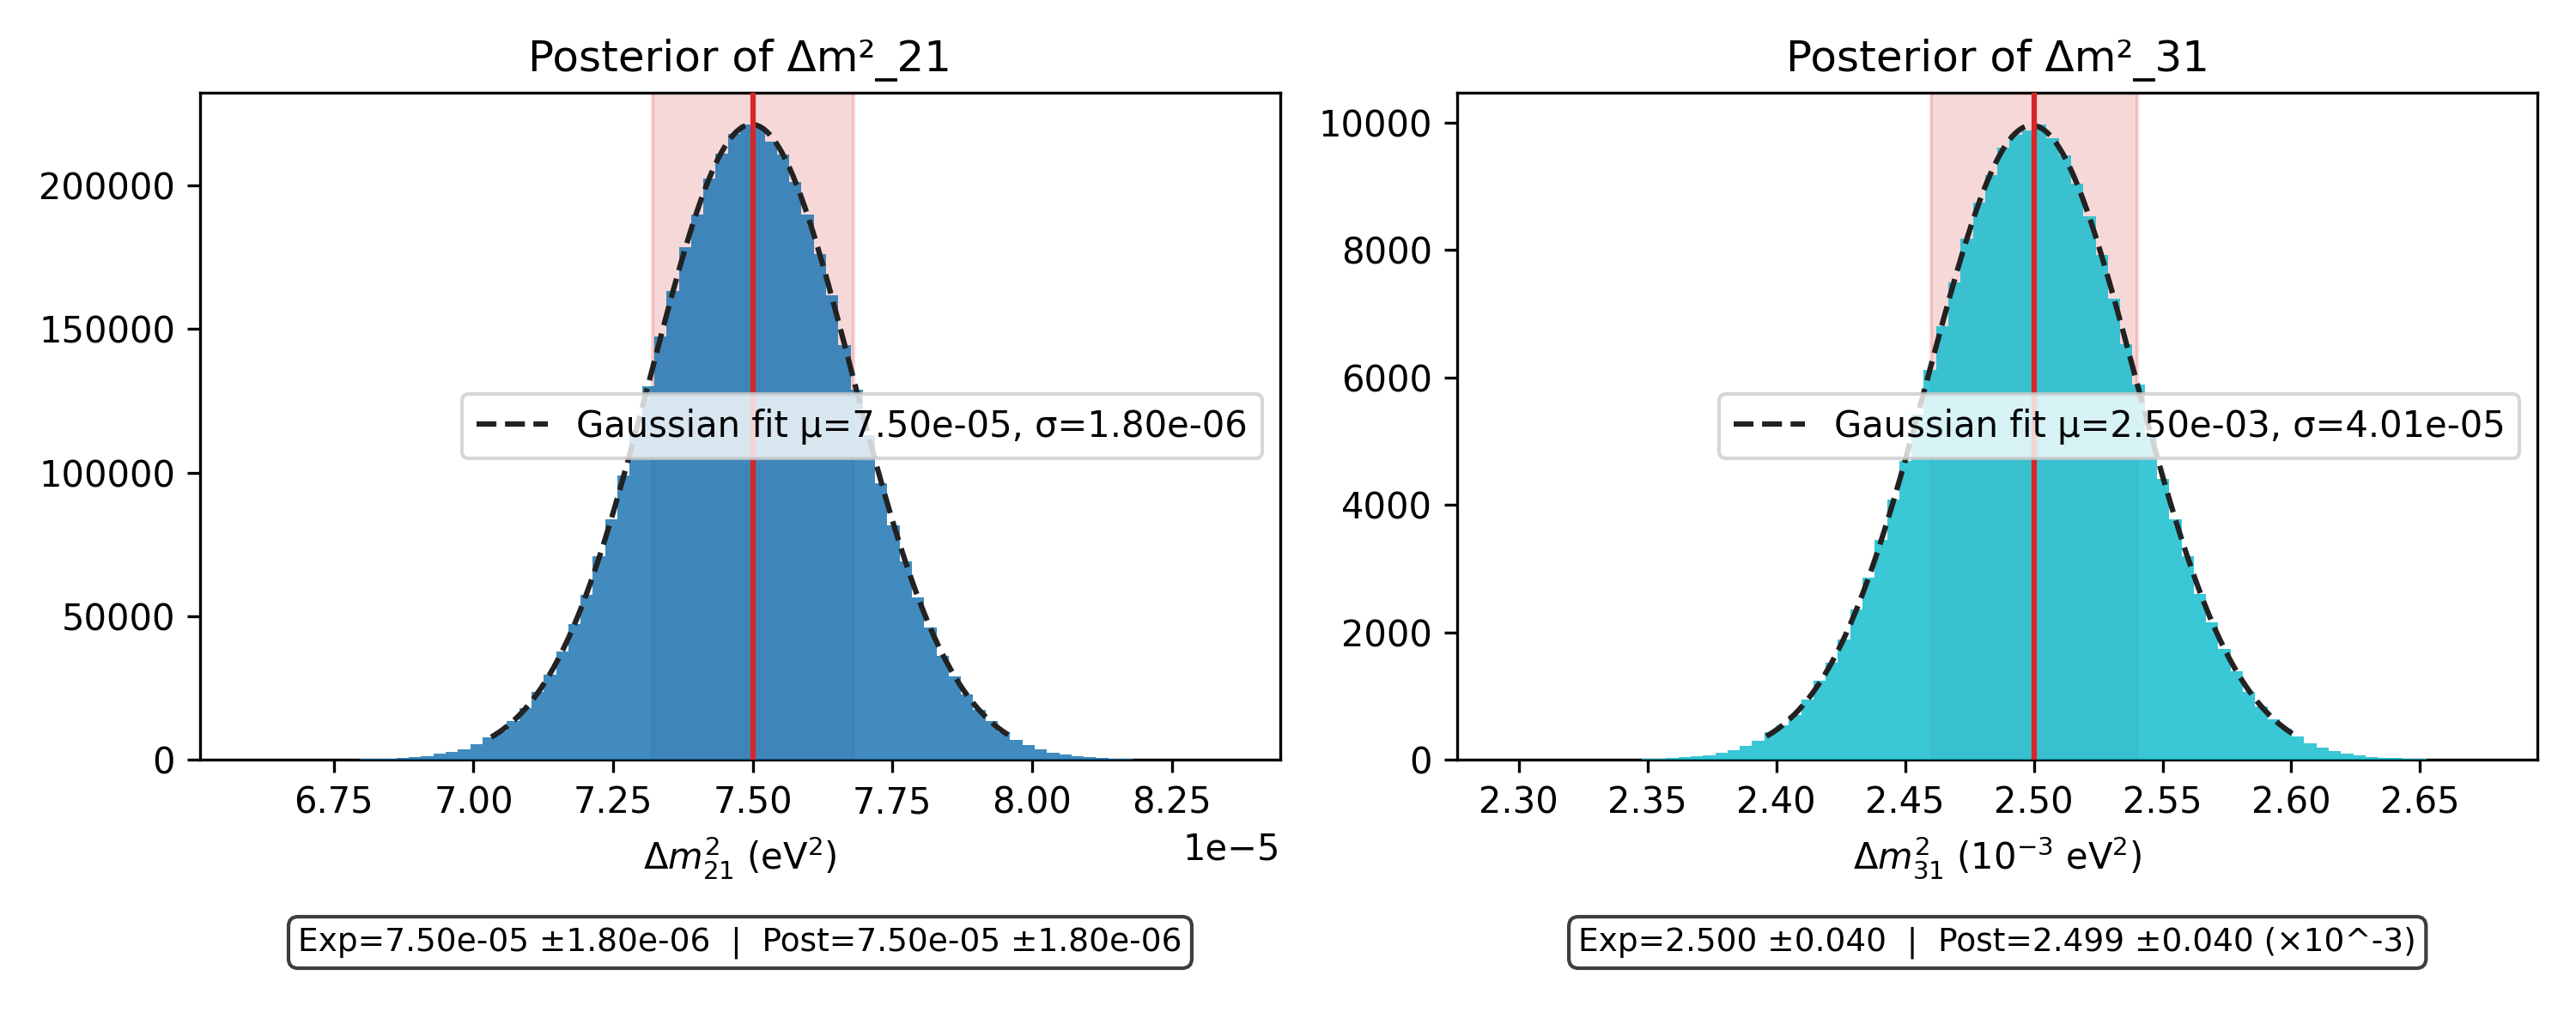 Posterior of Δm²_21
200000
150000
100000
50000
0
Gaussian fit μ=7.50e-05, σ=1.80e-06
6.75 7.00 7.25 7.50 7.75 8.00 8.25
1e−5
Δm²₂₁ (eV²)
Exp=7.50e-05 ±1.80e-06 | Post=7.50e-05 ±1.80e-06
Posterior of Δm²_31
10000
8000
6000
4000
2000
0
Gaussian fit μ=2.50e-03, σ=4.01e-05
2.30 2.35 2.40 2.45 2.50 2.55 2.60 2.65
Δm²₃₁ (10⁻³ eV²)
Exp=2.500 ±0.040 | Post=2.499 ±0.040 (×10^-3)